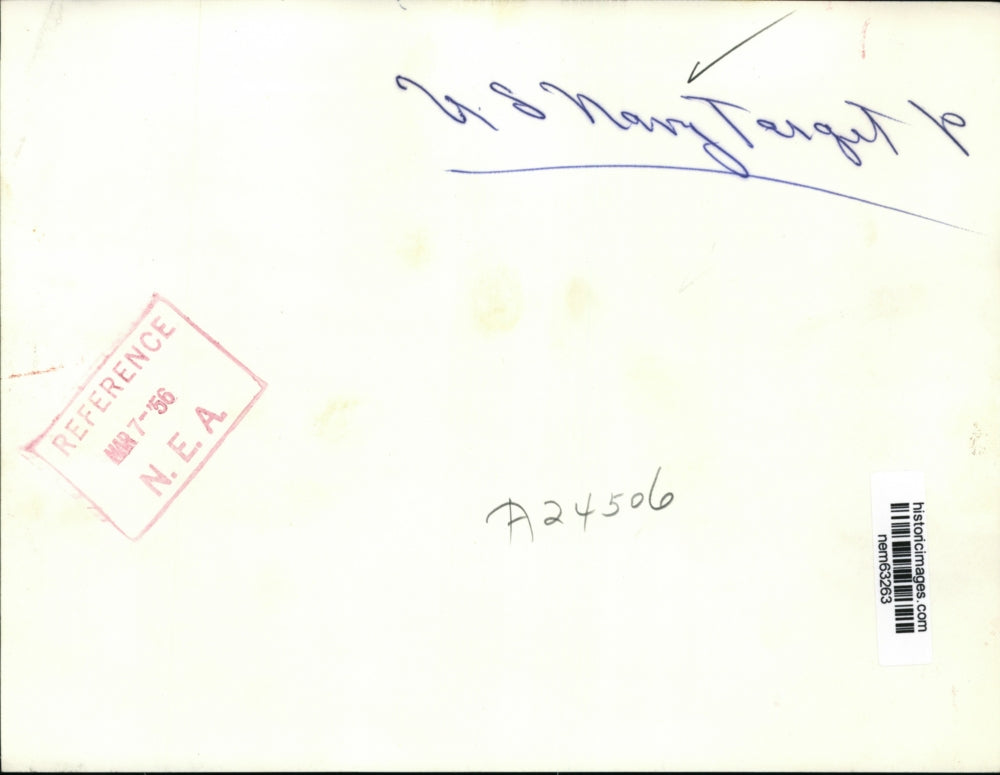 U.S Navy Target P
REFERENCE
MAR 7-'56
N. E. A.
A24506
historicimages.com
nem63263